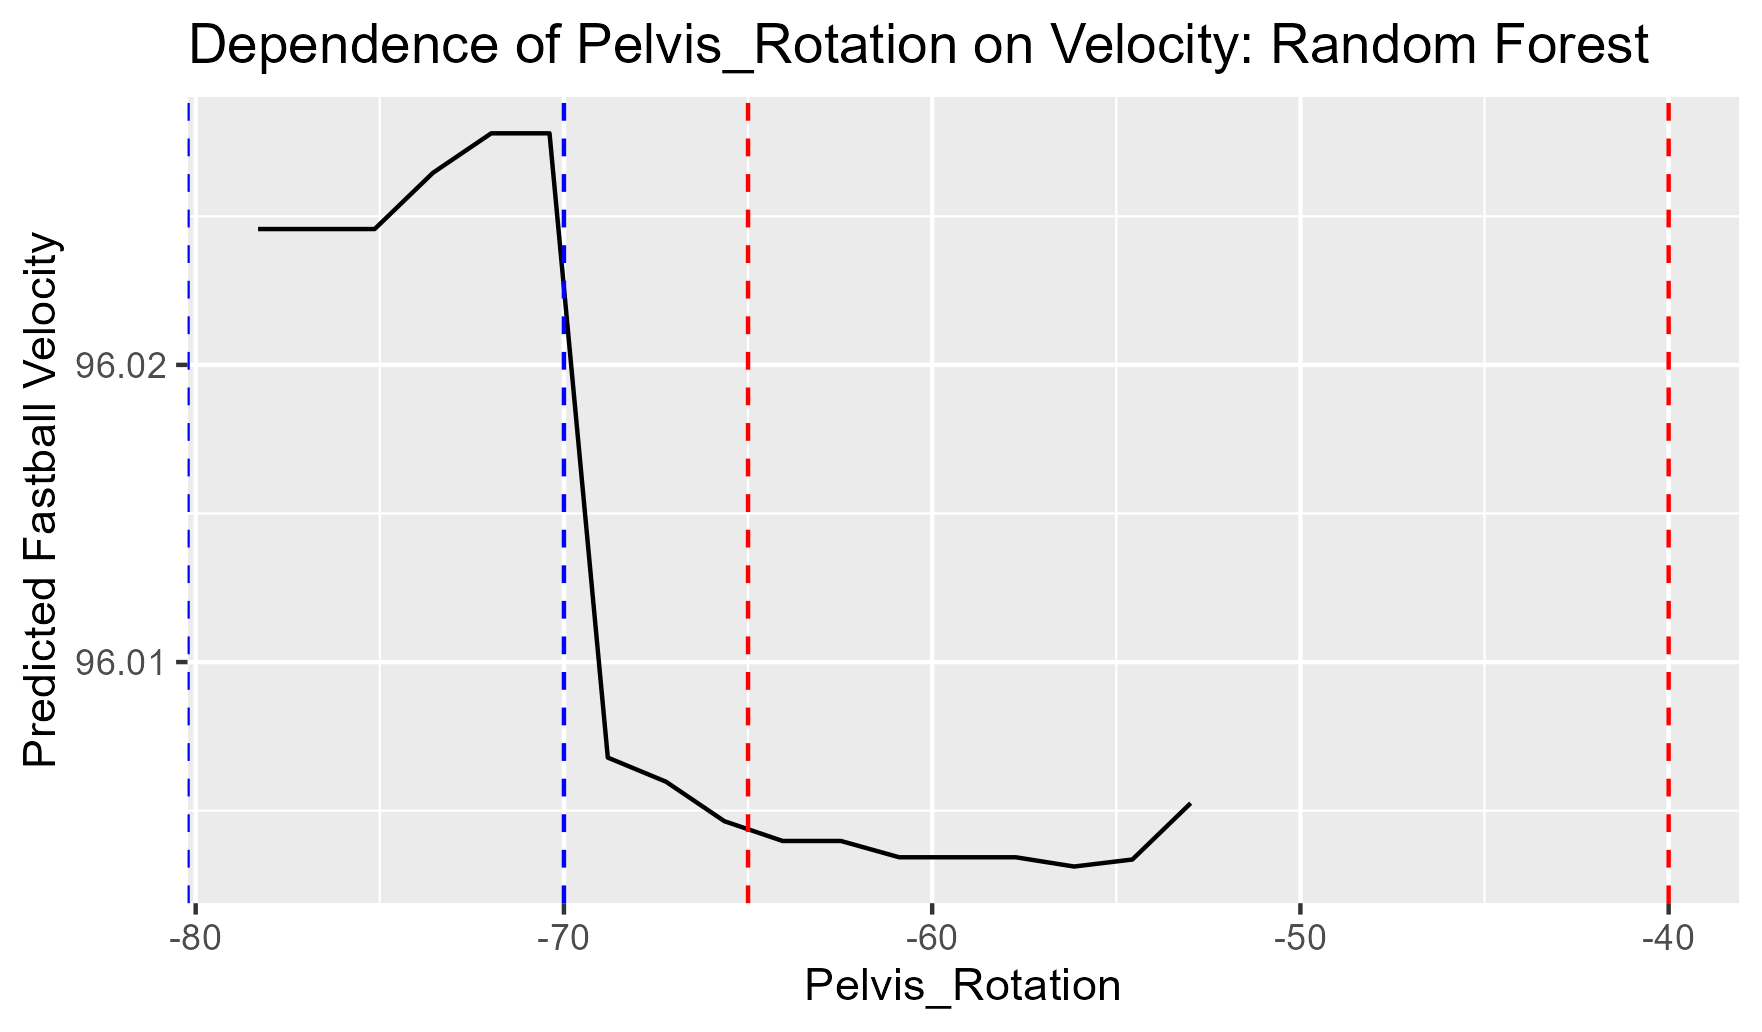 Dependence of Pelvis_Rotation on Velocity: Random Forest
Predicted Fastball Velocity
96.02
96.01
-80 -70 -60 -50 -40
Pelvis_Rotation